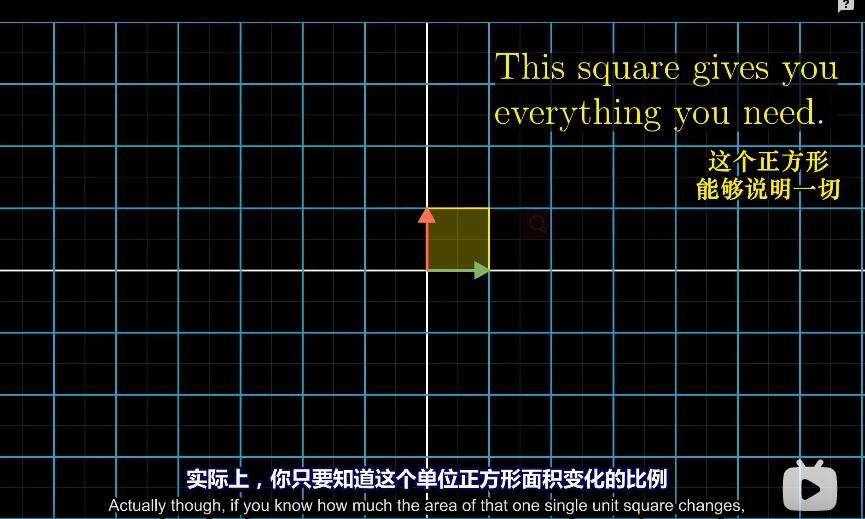 This square gives you
everything you need.
这个正方形
能够说明一切
实际上，你只要知道这个单位正方形面积变化的比例
Actually though, if you know how much the area of that one single unit square changes,